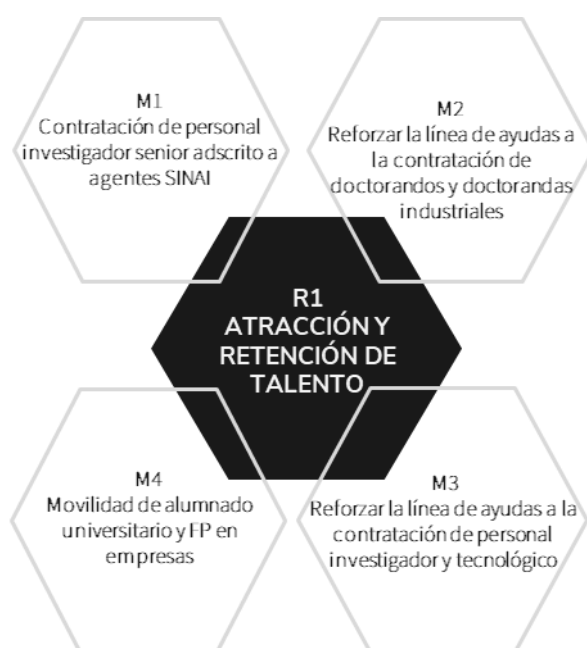 M1
Contratación de personal
investigador senior adscrito a
agentes SINAI
M2
Reforzar la línea de ayudas a
la contratación de
doctorandos y doctorandas
industriales
R1
ATRACCIÓN Y
RETENCIÓN DE
TALENTO
M4
Movilidad de alumnado
universitario y FP en
empresas
M3
Reforzar la línea de ayudas a la
contratación de personal
investigador y tecnológico